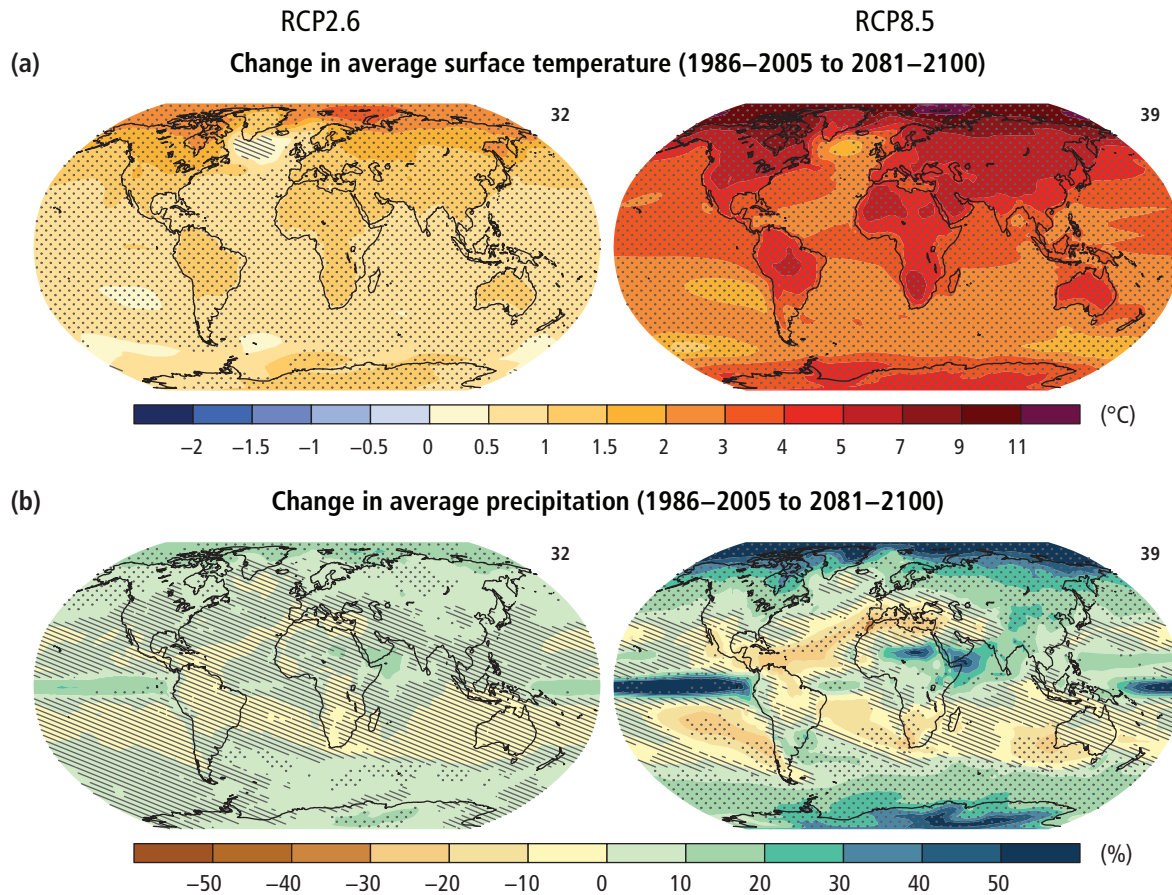 RCP2.6 RCP8.5
(a) Change in average surface temperature (1986–2005 to 2081–2100)
32 39
(°C)
−2 −1.5 −1 −0.5 0 0.5 1 1.5 2 3 4 5 7 9 11
(b) Change in average precipitation (1986–2005 to 2081–2100)
32 39
(%)
−50 −40 −30 −20 −10 0 10 20 30 40 50